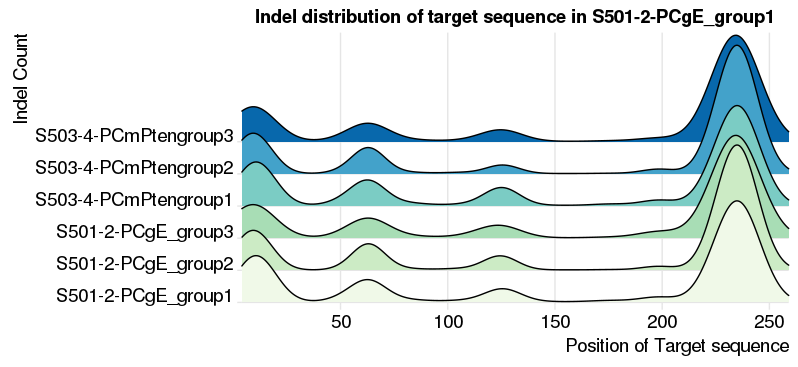 Indel distribution of target sequence in S501-2-PCgE_group1
Indel Count
S503-4-PCmPtengroup3
S503-4-PCmPtengroup2
S503-4-PCmPtengroup1
S501-2-PCgE_group3
S501-2-PCgE_group2
S501-2-PCgE_group1
50 100 150 200 250
Position of Target sequence